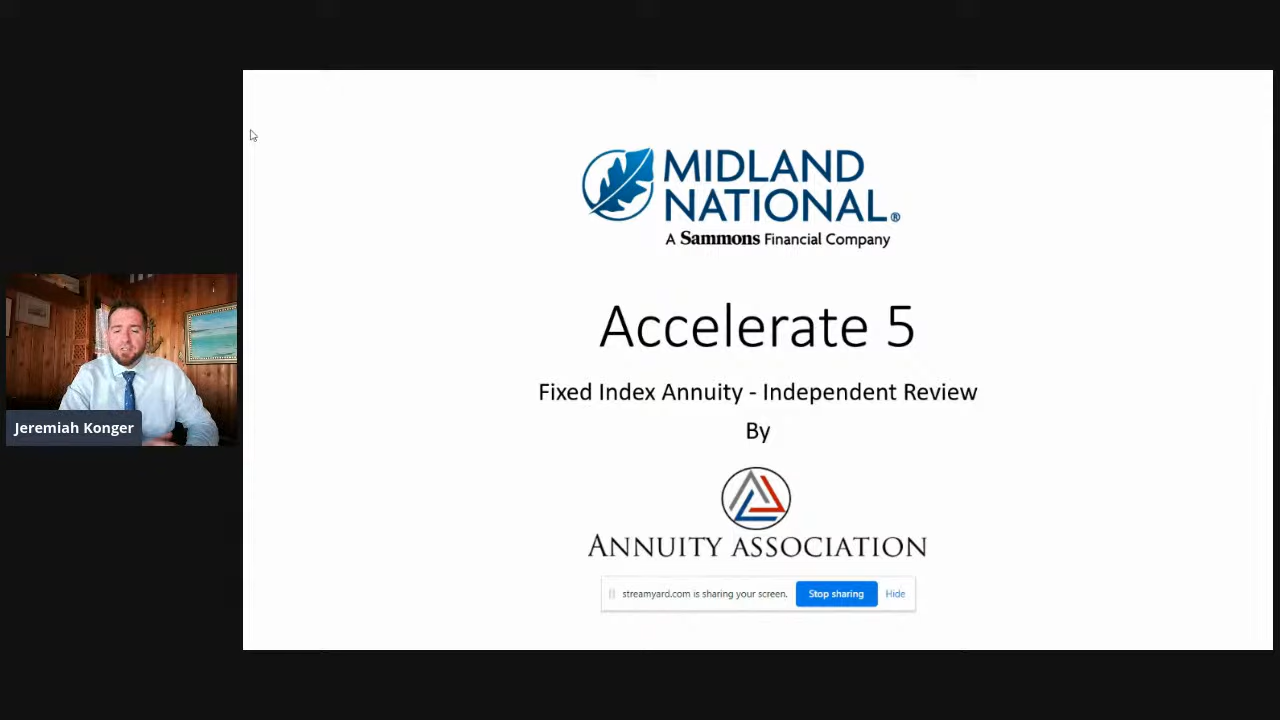 MIDLAND
NATIONAL®
A Sammons Financial Company
Accelerate 5
Fixed Index Annuity - Independent Review
By
ANNUITY ASSOCIATION
streamyard.com is sharing your screen. Stop sharing Hide
Jeremiah Konger